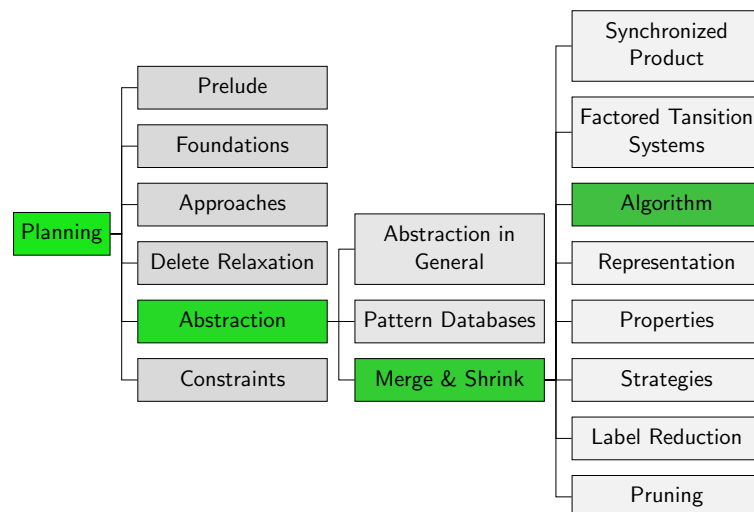 Planning
Prelude
Foundations
Approaches
Delete Relaxation
Abstraction
Constraints
Abstraction in
General
Pattern Databases
Merge & Shrink
Synchronized
Product
Factored Tansition
Systems
Algorithm
Representation
Properties
Strategies
Label Reduction
Pruning